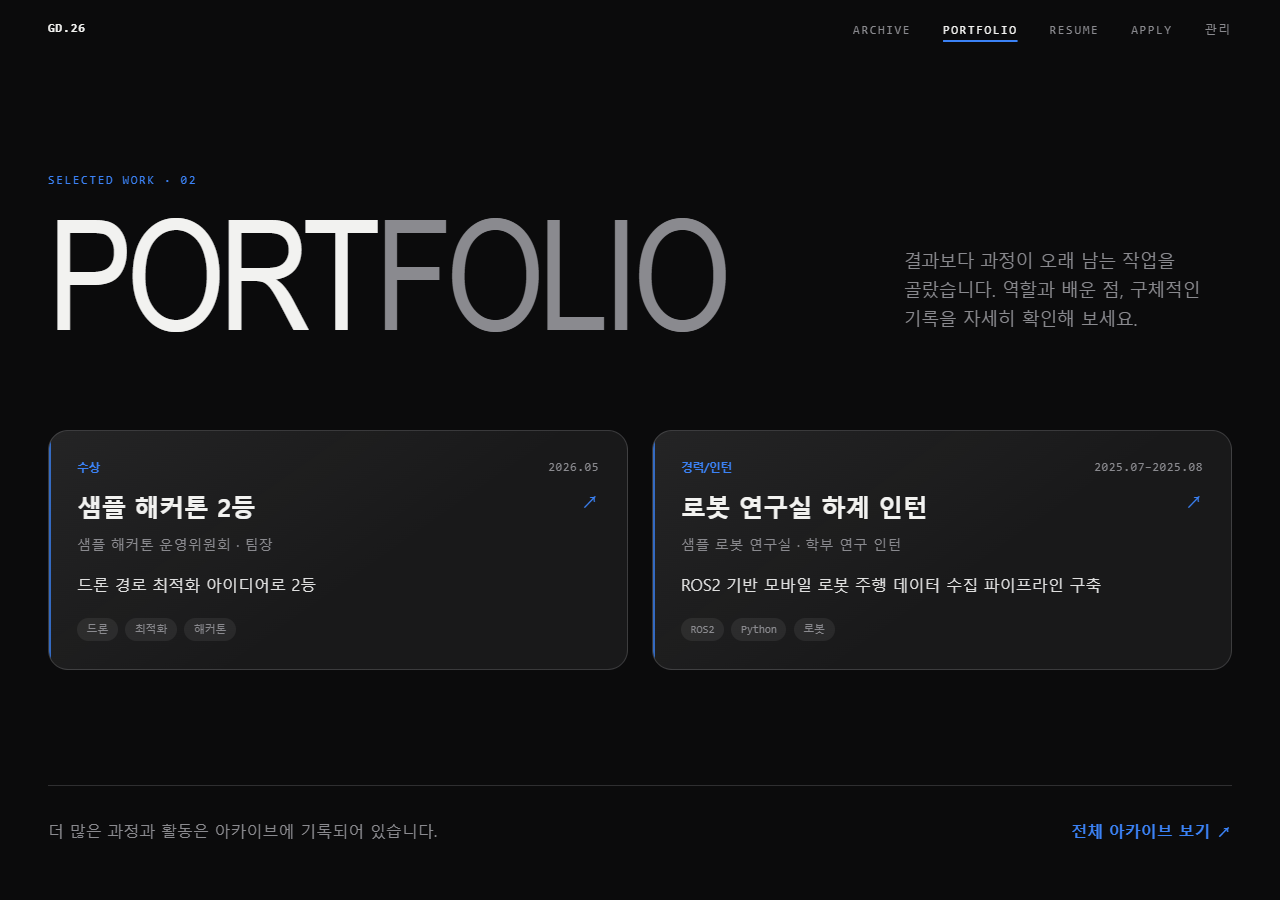 GD.26
ARCHIVE PORTFOLIO RESUME APPLY 관리
SELECTED WORK · 02
PORTFOLIO
결과보다 과정이 오래 남는 작업을
골랐습니다. 역할과 배운 점, 구체적인
기록을 자세히 확인해 보세요.
수상 2026.05
샘플 해커톤 2등 ↗
샘플 해커톤 운영위원회 · 팀장
드론 경로 최적화 아이디어로 2등
드론 최적화 해커톤
경력/인턴 2025.07–2025.08
로봇 연구실 하계 인턴 ↗
샘플 로봇 연구실 · 학부 연구 인턴
ROS2 기반 모바일 로봇 주행 데이터 수집 파이프라인 구축
ROS2 Python 로봇
더 많은 과정과 활동은 아카이브에 기록되어 있습니다.
전체 아카이브 보기 ↗